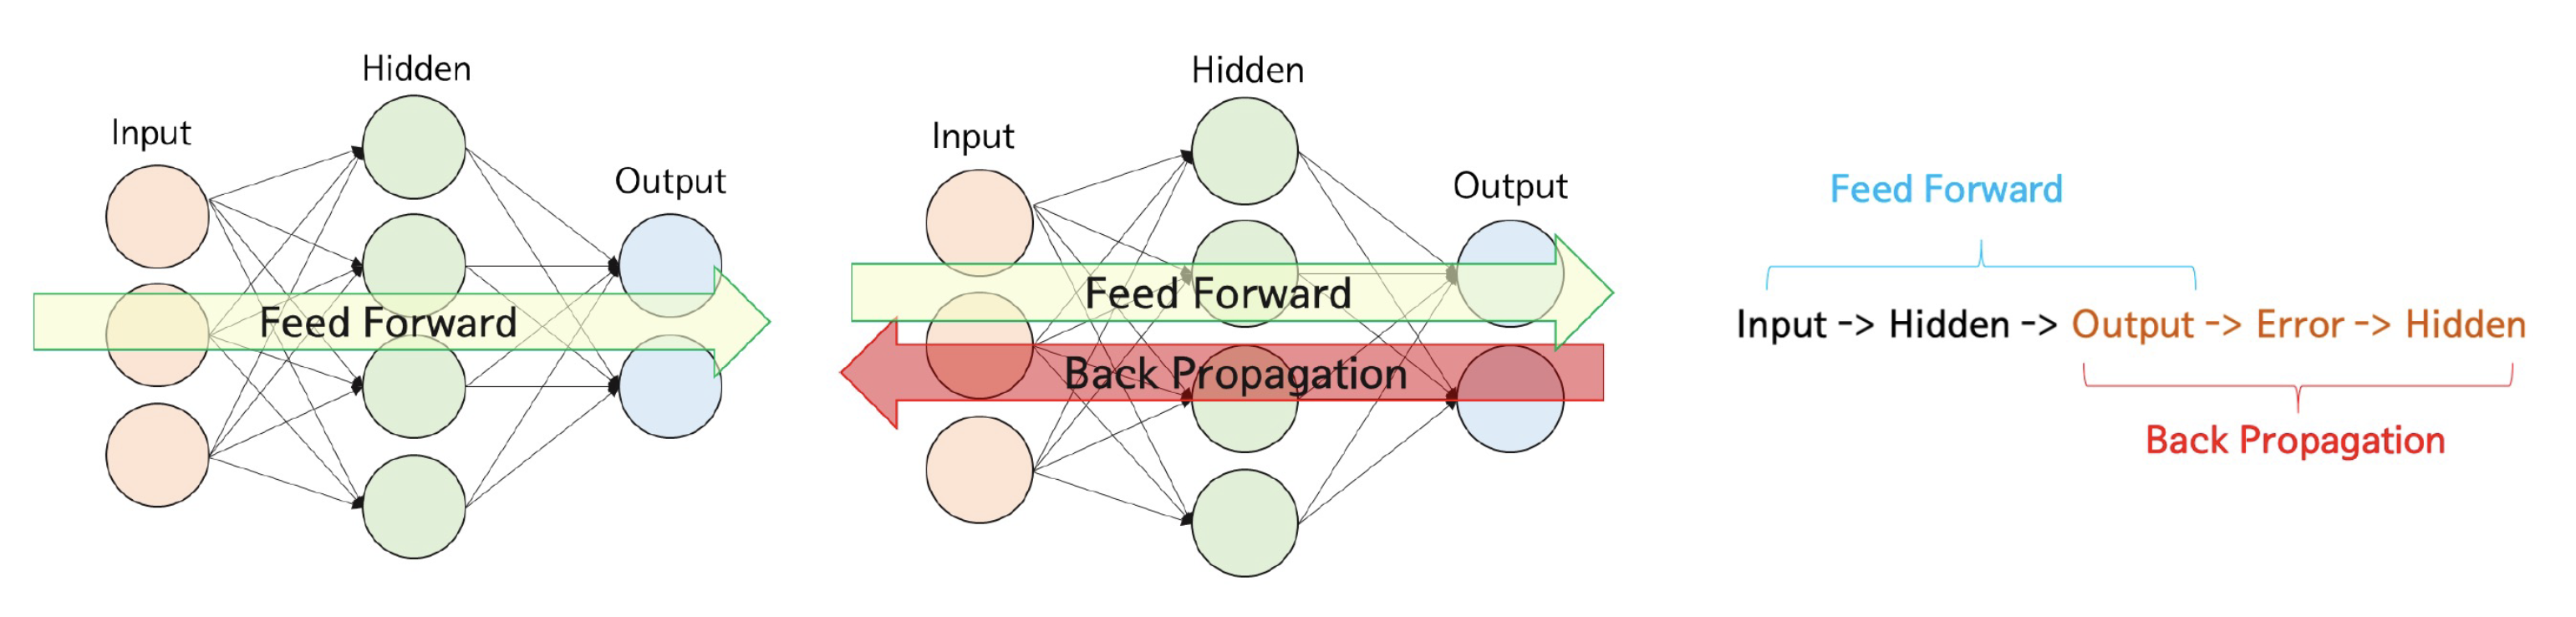 Hidden
Input
Output
Feed Forward
Hidden
Input
Output
Feed Forward
Back Propagation
Feed Forward
Input -> Hidden -> Output -> Error -> Hidden
Back Propagation